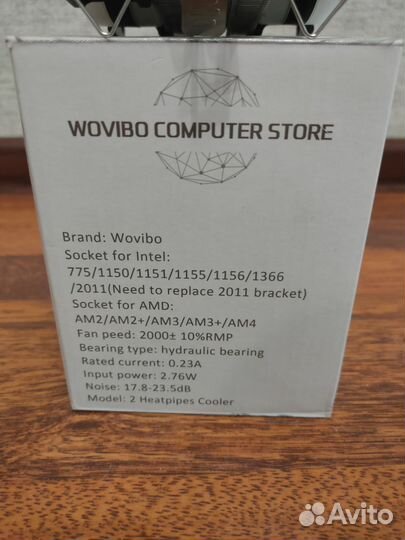 WOVIBO COMPUTER STORE
Brand: Wovibo
Socket for Intel:
775/1150/1151/1155/1156/1366
/2011(Need to replace 2011 bracket)
Socket for AMD:
AM2/AM2+/AM3/AM3+/AM4
Fan peed: 2000± 10%RMP
Bearing type: hydraulic bearing
Rated current: 0.23A
Input power: 2.76W
Noise: 17.8-23.5dB
Model: 2 Heatpipes Cooler
Avito